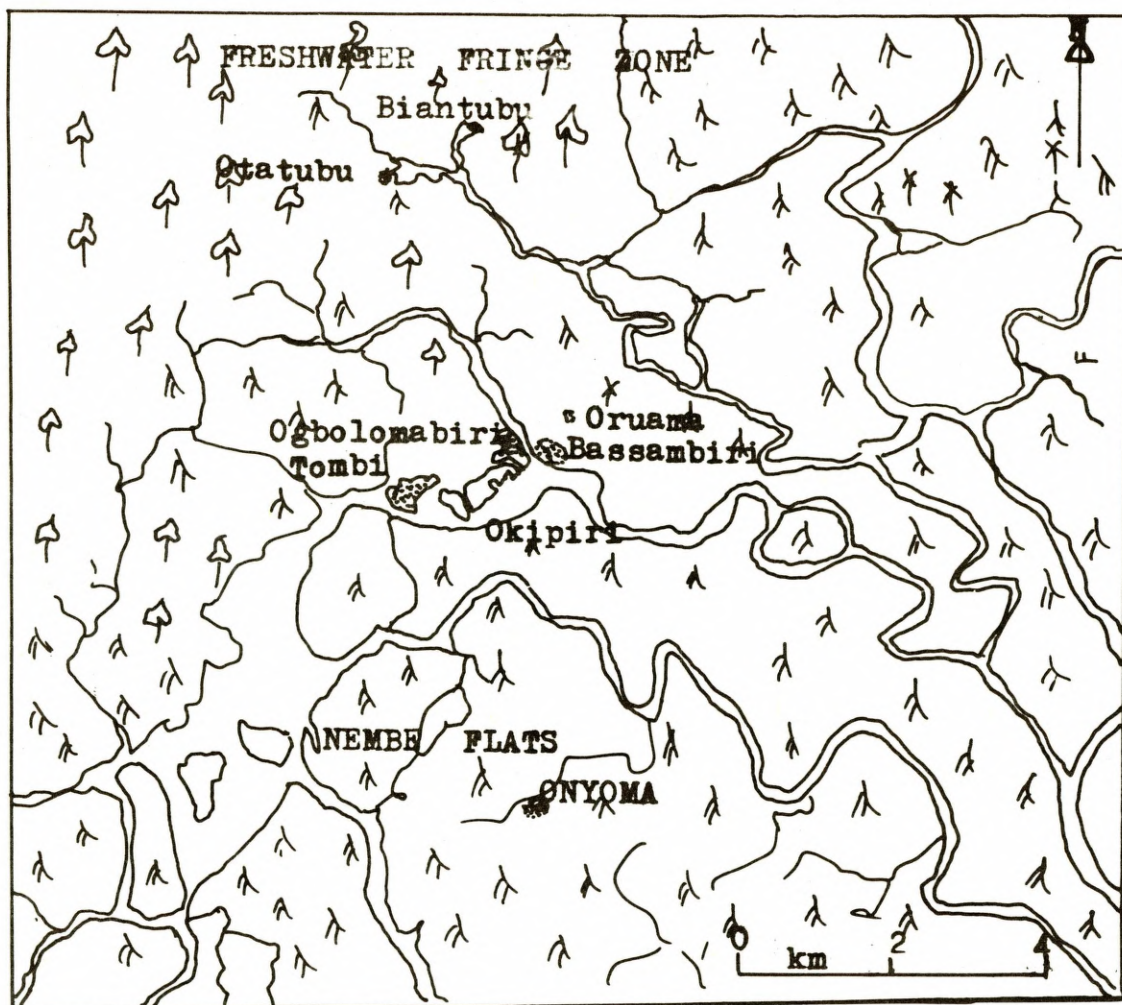 FRESHWATER FRINGE ZONE
Biantubu
Otatubu
Oruama
Ogbolomabiri
Bassambiri
Tombi
Okipiri
NEMBE FLATS
ONYOMA
0 km 2 4